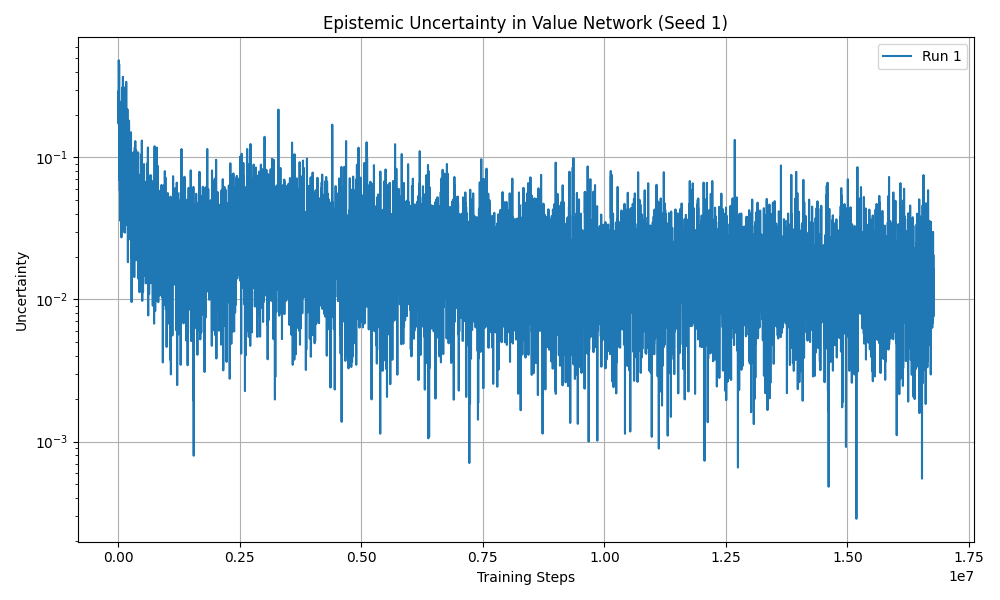 Epistemic Uncertainty in Value Network (Seed 1)
Run 1
Uncertainty
10⁻¹
10⁻²
10⁻³
0.00 0.25 0.50 0.75 1.00 1.25 1.50 1.75
1e7
Training Steps